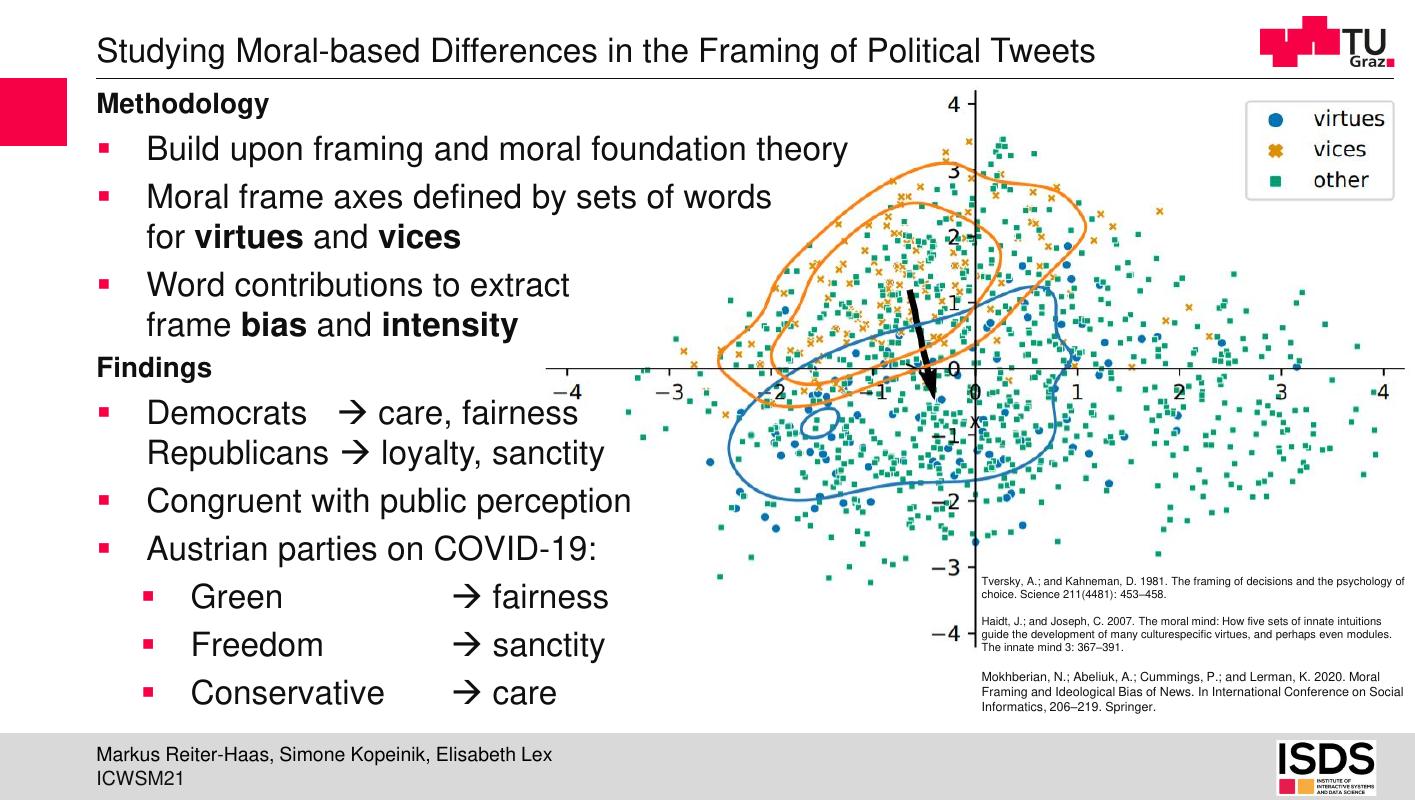 Studying Moral-based Differences in the Framing of Political Tweets
TU
Graz
Methodology
Build upon framing and moral foundation theory
Moral frame axes defined by sets of words
for virtues and vices
Word contributions to extract
frame bias and intensity
Findings
Democrats → care, fairness
Republicans → loyalty, sanctity
Congruent with public perception
Austrian parties on COVID-19:
Green → fairness
Freedom → sanctity
Conservative → care
virtues
vices
other
4
3
2
1
0
−1
−2
−3
−4
−4
−3
−2
−1
0
1
2
3
4
x
Tversky, A.; and Kahneman, D. 1981. The framing of decisions and the psychology of
choice. Science 211(4481): 453–458.
Haidt, J.; and Joseph, C. 2007. The moral mind: How five sets of innate intuitions
guide the development of many culturespecific virtues, and perhaps even modules.
The innate mind 3: 367–391.
Mokhberian, N.; Abeliuk, A.; Cummings, P.; and Lerman, K. 2020. Moral
Framing and Ideological Bias of News. In International Conference on Social
Informatics, 206–219. Springer.
Markus Reiter-Haas, Simone Kopeinik, Elisabeth Lex
ICWSM21
ISDS
INSTITUTE OF
INTERACTIVE SYSTEMS
AND DATA SCIENCE